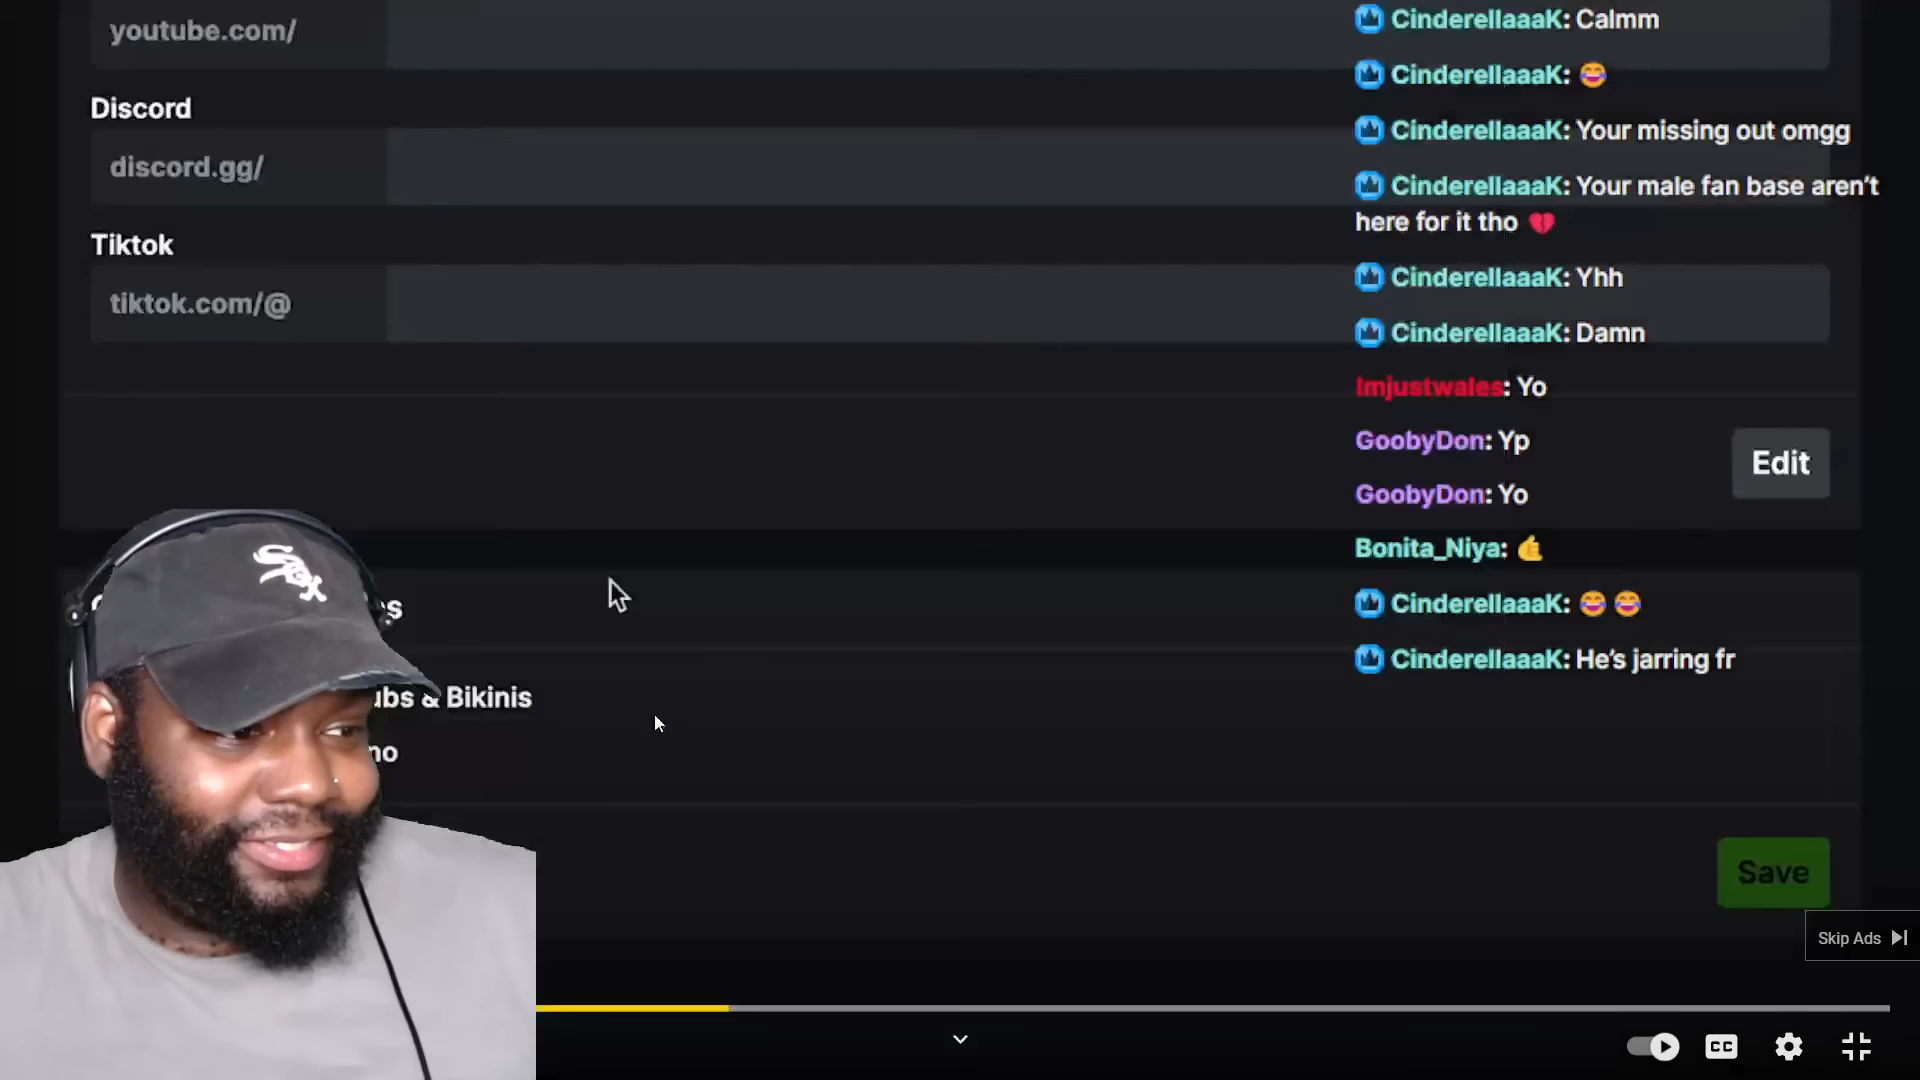 youtube.com/
Discord
discord.gg/
Tiktok
tiktok.com/@
Edit
& Bikinis
Save
Sox
CinderellaaaK: Calmm
CinderellaaaK: 😂
CinderellaaaK: Your missing out omgg
CinderellaaaK: Your male fan base aren't
here for it tho 💔
CinderellaaaK: Yhh
CinderellaaaK: Damn
Imjustwales: Yo
GoobyDon: Yp
GoobyDon: Yo
Bonita_Niya: 🤙
CinderellaaaK: 😂 😂
CinderellaaaK: He's jarring fr
Skip Ads
CC